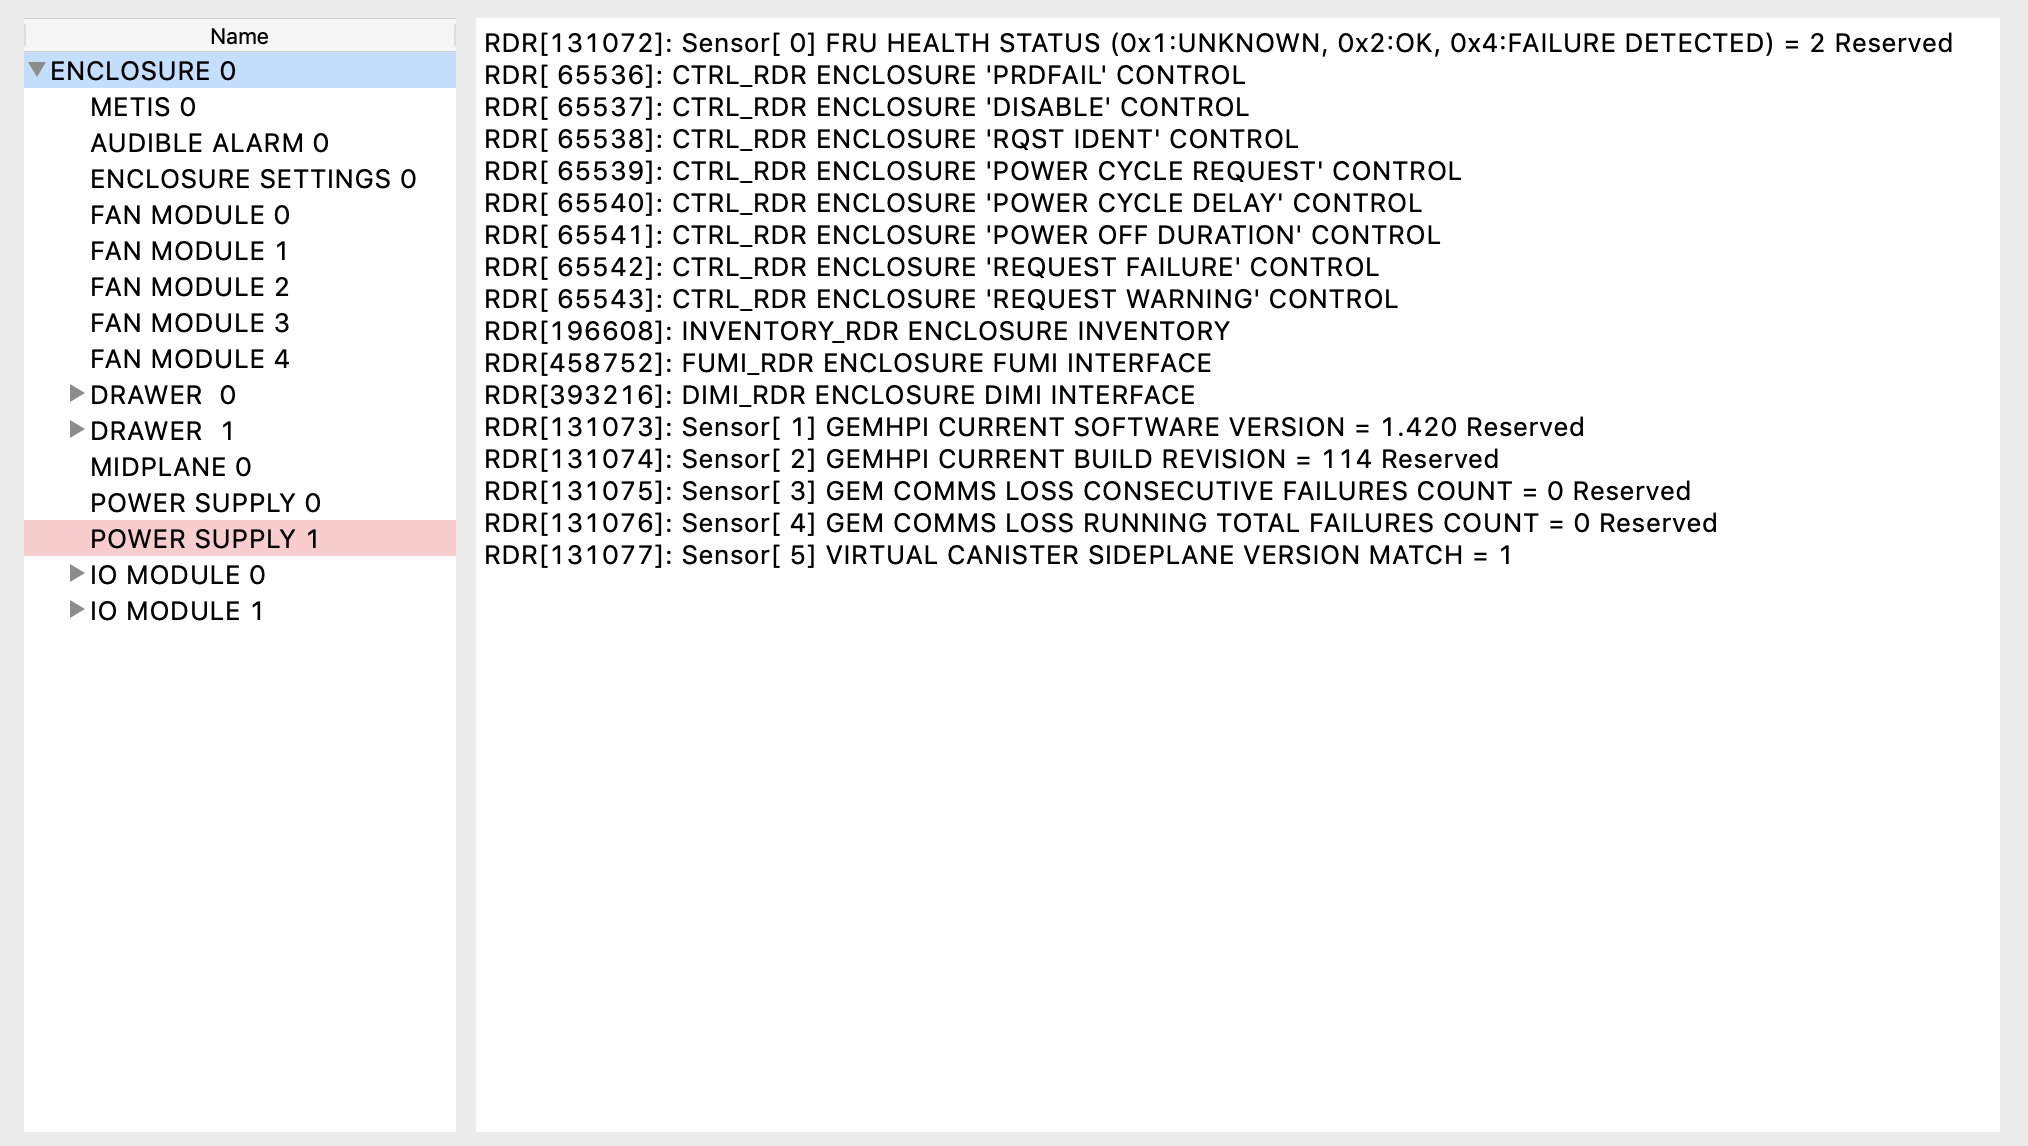 Name
ENCLOSURE 0
METIS 0
AUDIBLE ALARM 0
ENCLOSURE SETTINGS 0
FAN MODULE 0
FAN MODULE 1
FAN MODULE 2
FAN MODULE 3
FAN MODULE 4
DRAWER  0
DRAWER  1
MIDPLANE 0
POWER SUPPLY 0
POWER SUPPLY 1
IO MODULE 0
IO MODULE 1
RDR[131072]: Sensor[ 0] FRU HEALTH STATUS (0x1:UNKNOWN, 0x2:OK, 0x4:FAILURE DETECTED) = 2 Reserved
RDR[ 65536]: CTRL_RDR ENCLOSURE 'PRDFAIL' CONTROL
RDR[ 65537]: CTRL_RDR ENCLOSURE 'DISABLE' CONTROL
RDR[ 65538]: CTRL_RDR ENCLOSURE 'RQST IDENT' CONTROL
RDR[ 65539]: CTRL_RDR ENCLOSURE 'POWER CYCLE REQUEST' CONTROL
RDR[ 65540]: CTRL_RDR ENCLOSURE 'POWER CYCLE DELAY' CONTROL
RDR[ 65541]: CTRL_RDR ENCLOSURE 'POWER OFF DURATION' CONTROL
RDR[ 65542]: CTRL_RDR ENCLOSURE 'REQUEST FAILURE' CONTROL
RDR[ 65543]: CTRL_RDR ENCLOSURE 'REQUEST WARNING' CONTROL
RDR[196608]: INVENTORY_RDR ENCLOSURE INVENTORY
RDR[458752]: FUMI_RDR ENCLOSURE FUMI INTERFACE
RDR[393216]: DIMI_RDR ENCLOSURE DIMI INTERFACE
RDR[131073]: Sensor[ 1] GEMHPI CURRENT SOFTWARE VERSION = 1.420 Reserved
RDR[131074]: Sensor[ 2] GEMHPI CURRENT BUILD REVISION = 114 Reserved
RDR[131075]: Sensor[ 3] GEM COMMS LOSS CONSECUTIVE FAILURES COUNT = 0 Reserved
RDR[131076]: Sensor[ 4] GEM COMMS LOSS RUNNING TOTAL FAILURES COUNT = 0 Reserved
RDR[131077]: Sensor[ 5] VIRTUAL CANISTER SIDEPLANE VERSION MATCH = 1